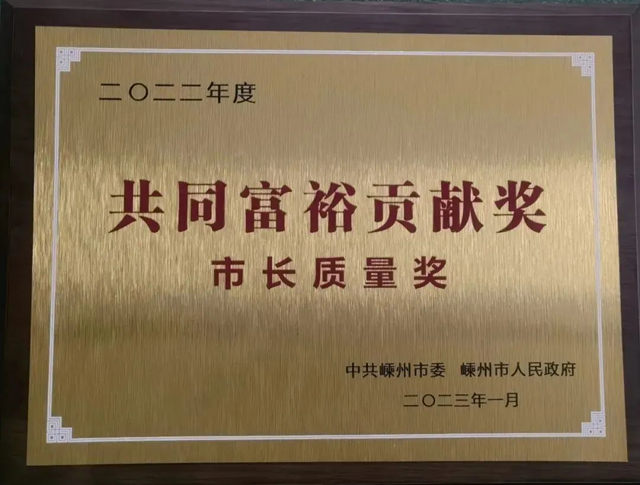 二〇二二年度
共同富裕贡献奖
市长质量奖
中共嵊州市委 嵊州市人民政府
二〇二三年一月